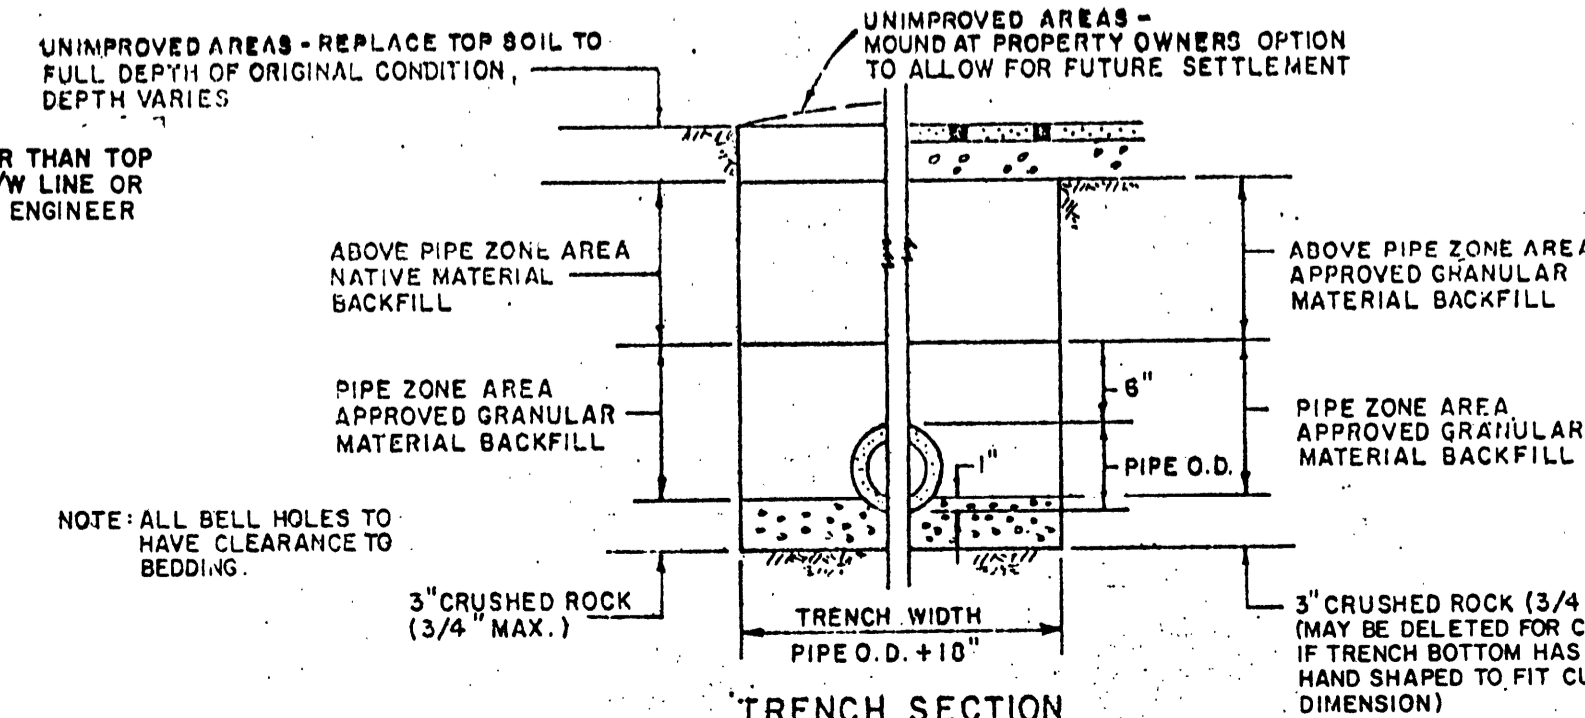 UNIMPROVED AREAS - REPLACE TOP SOIL TO
FULL DEPTH OF ORIGINAL CONDITION,
DEPTH VARIES
UNIMPROVED AREAS -
MOUND AT PROPERTY OWNERS OPTION
TO ALLOW FOR FUTURE SETTLEMENT
R THAN TOP
/W LINE OR
ENGINEER
ABOVE PIPE ZONE AREA
NATIVE MATERIAL
BACKFILL
ABOVE PIPE ZONE AREA
APPROVED GRANULAR
MATERIAL BACKFILL
PIPE ZONE AREA
APPROVED GRANULAR
MATERIAL BACKFILL
6"
1"
PIPE O.D.
PIPE ZONE AREA
APPROVED GRANULAR
MATERIAL BACKFILL
NOTE: ALL BELL HOLES TO
HAVE CLEARANCE TO
BEDDING.
3" CRUSHED ROCK
(3/4" MAX.)
TRENCH WIDTH
PIPE O.D. + 18"
3" CRUSHED ROCK (3/4
(MAY BE DELETED FOR C
IF TRENCH BOTTOM HAS
HAND SHAPED TO FIT CU
DIMENSION)
TRENCH SECTION